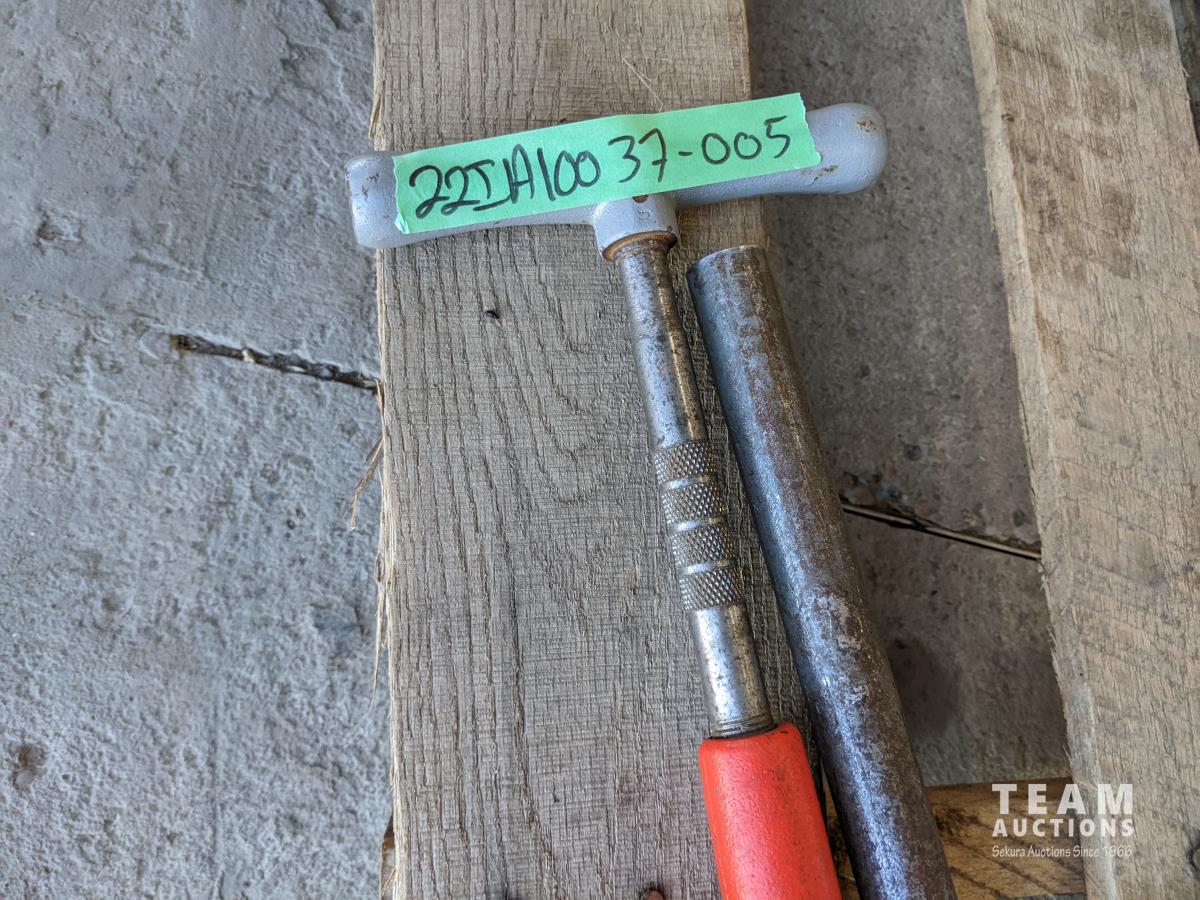 22IA10037-005
TEAM
AUCTIONS
Sekura Auctions Since 1966